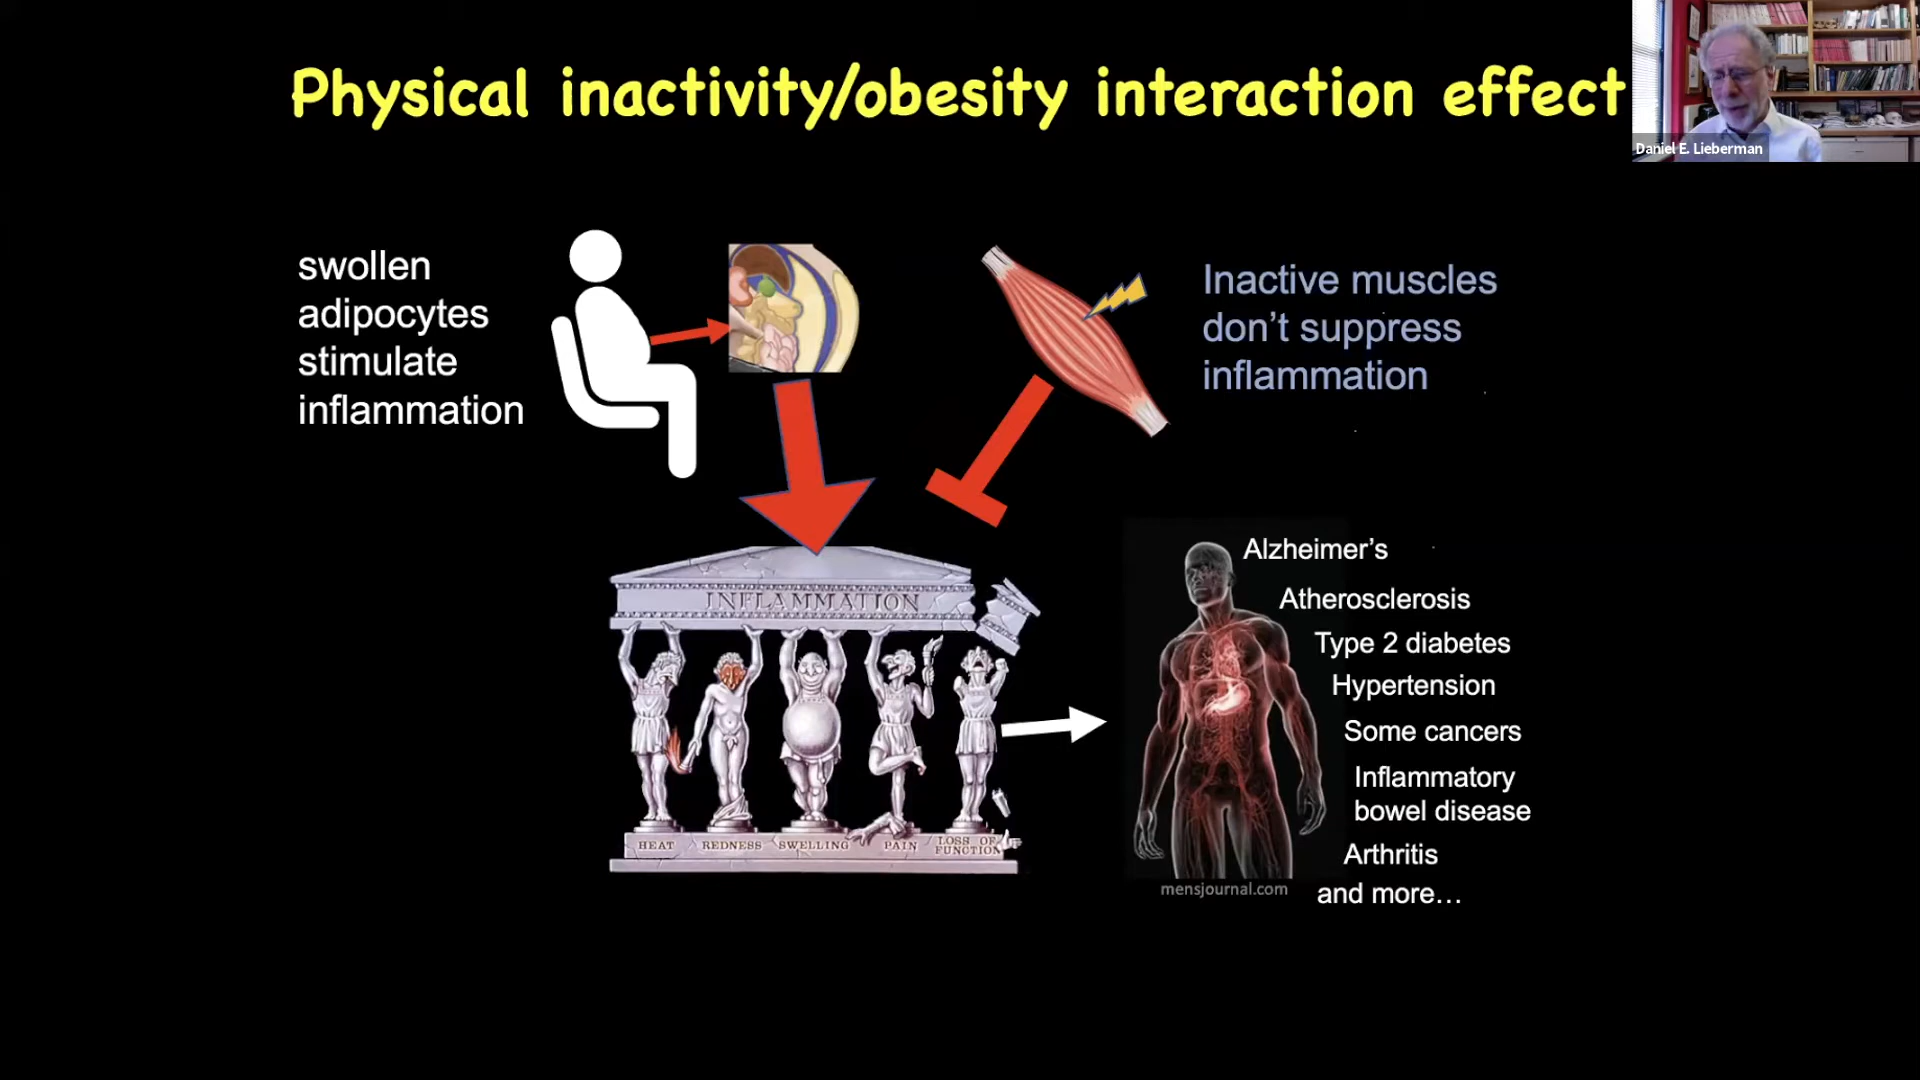 Physical inactivity/obesity interaction effect
Daniel E. Lieberman
swollen
adipocytes
stimulate
inflammation
Inactive muscles
don't suppress
inflammation
INFLAMMATION
HEAT
REDNESS
SWELLING
PAIN
LOSS OF
FUNCTION
Alzheimer's
Atherosclerosis
Type 2 diabetes
Hypertension
Some cancers
Inflammatory
bowel disease
Arthritis
and more…
mensjournal.com